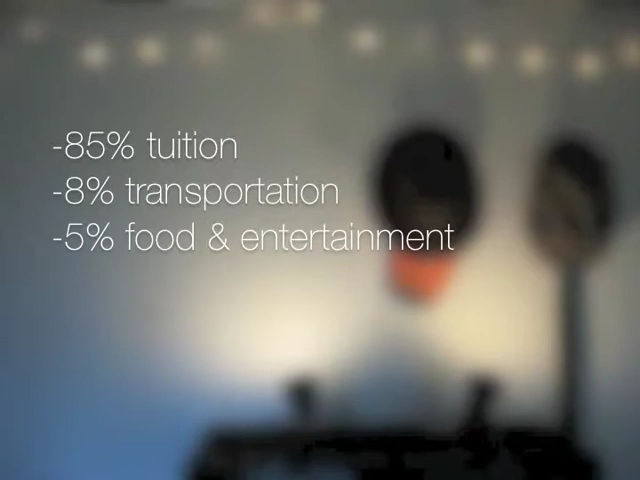 -85% tuition
-8% transportation
-5% food & entertainment